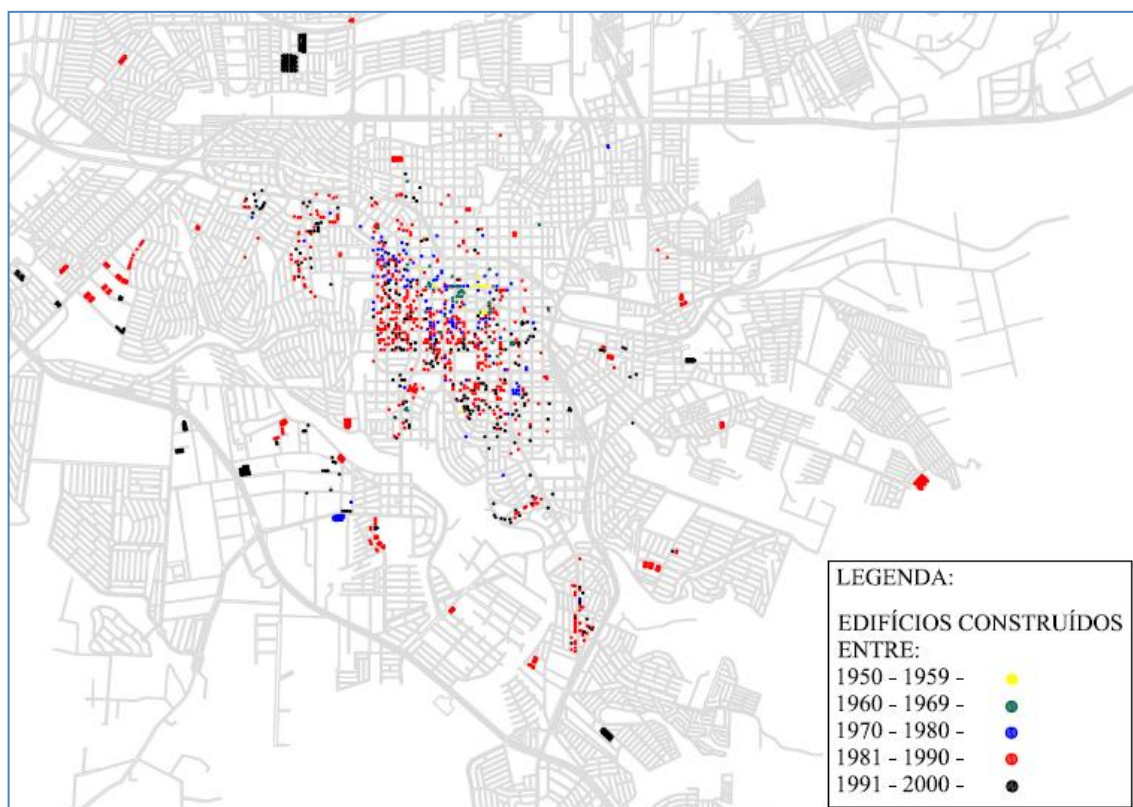 LEGENDA:
EDIFÍCIOS CONSTRUÍDOS
ENTRE:
1950 - 1959 -
1960 - 1969 -
1970 - 1980 -
1981 - 1990 -
1991 - 2000 -